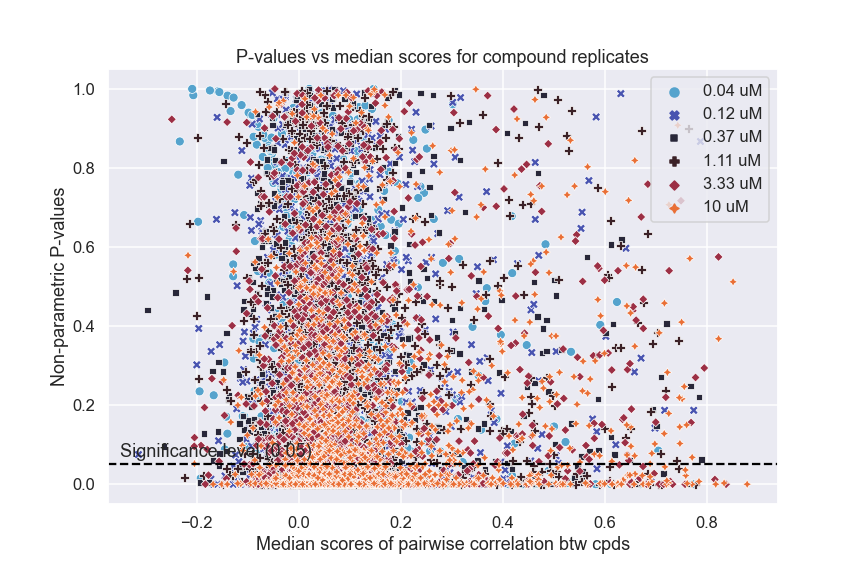 P-values vs median scores for compound replicates
Non-parametric P-values
1.0
0.8
0.6
0.4
0.2
0.0
0.04 uM
0.12 uM
0.37 uM
1.11 uM
3.33 uM
10 uM
Significance level (0.05)
−0.2
0.0
0.2
0.4
0.6
0.8
Median scores of pairwise correlation btw cpds